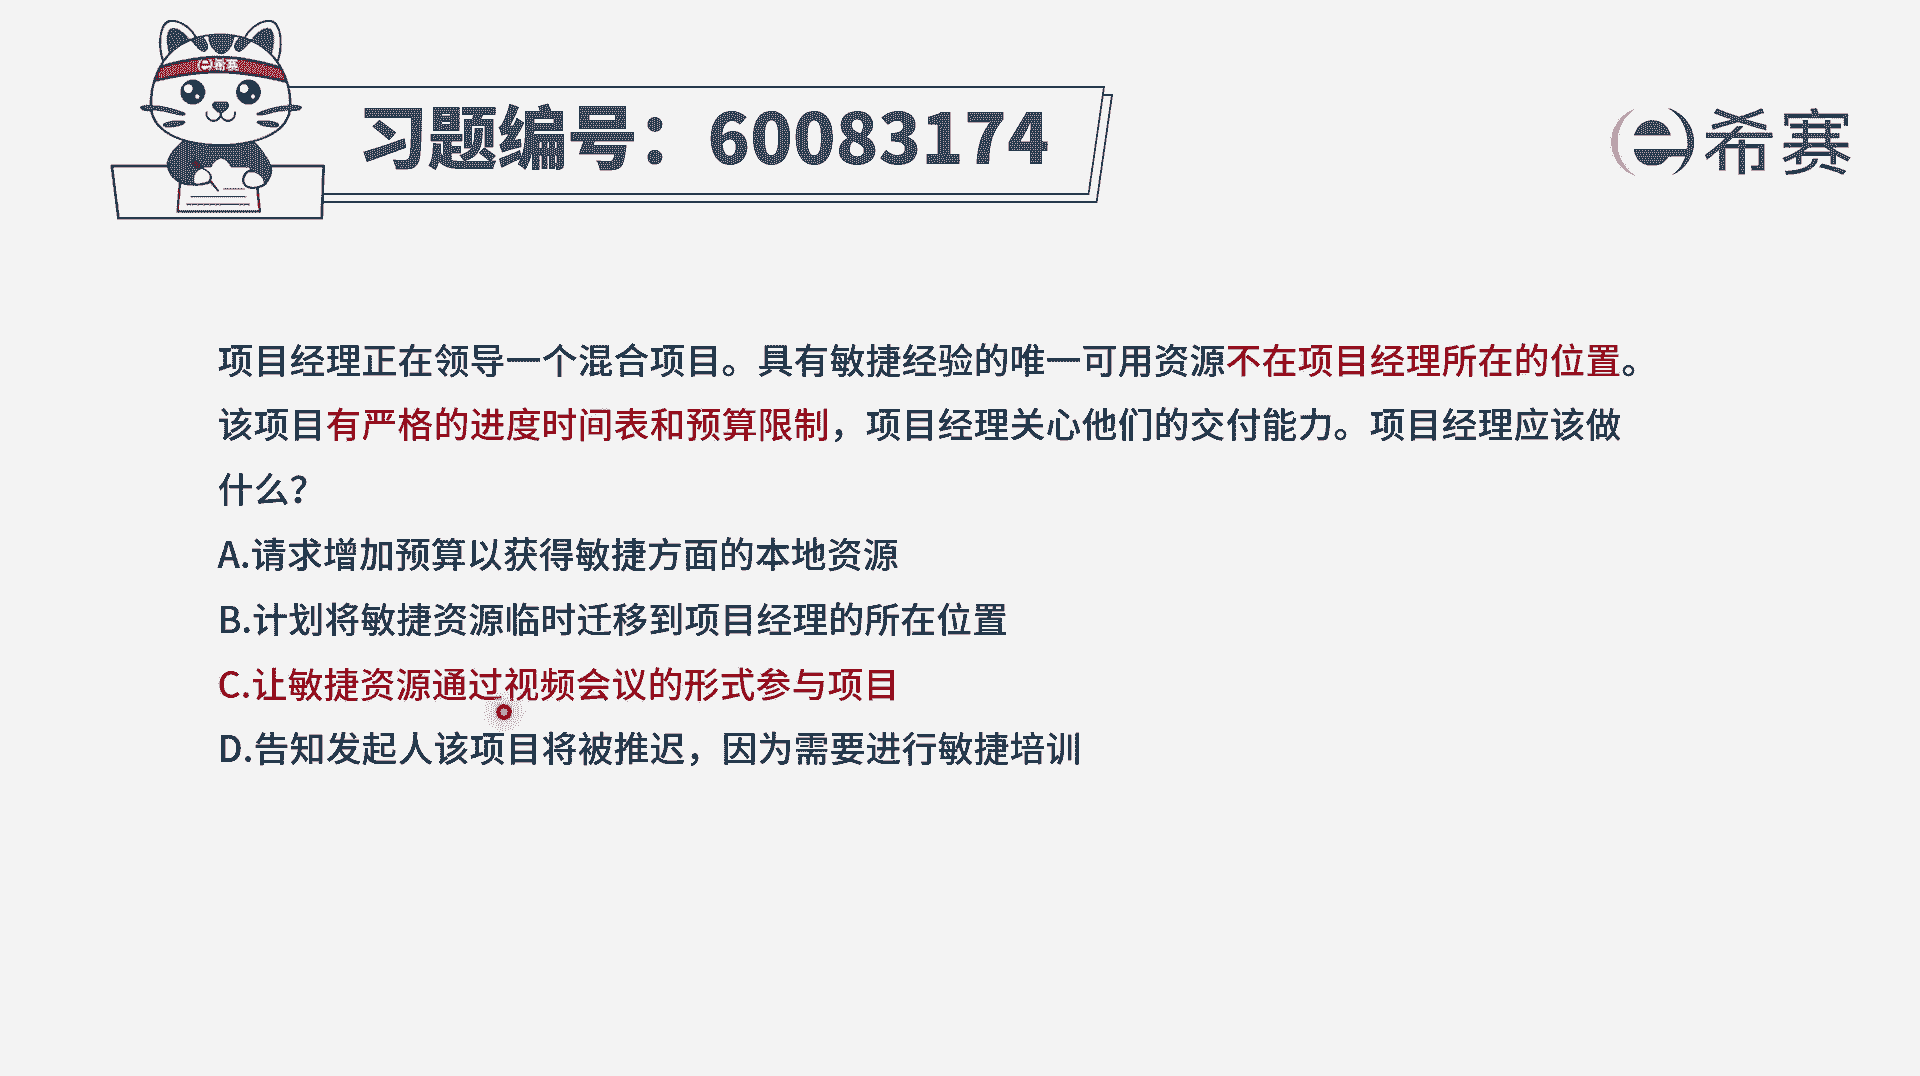 e希赛
习题编号：60083174
e希赛
项目经理正在领导一个混合项目。具有敏捷经验的唯一可用资源不在项目经理所在的位置。
该项目有严格的进度时间表和预算限制，项目经理关心他们的交付能力。项目经理应该做
什么？
A.请求增加预算以获得敏捷方面的本地资源
B.计划将敏捷资源临时迁移到项目经理的所在位置
C.让敏捷资源通过视频会议的形式参与项目
D.告知发起人该项目将被推迟，因为需要进行敏捷培训